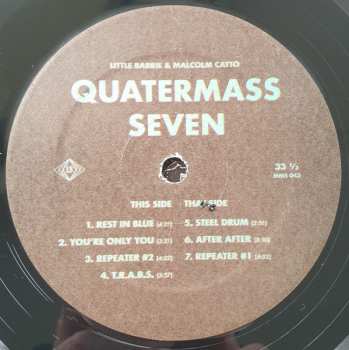 LITTLE BARRIE & MALCOLM CATTO
QUATERMASS
SEVEN
33 ⅓
THIS SIDE
1. REST IN BLUE
2. YOU'RE ONLY YOU
3. REPEATER #2
4. T.R.A.B.S.
SIDE
5. STEEL DRUM
6. AFTER AFTER
7. REPEATER #1